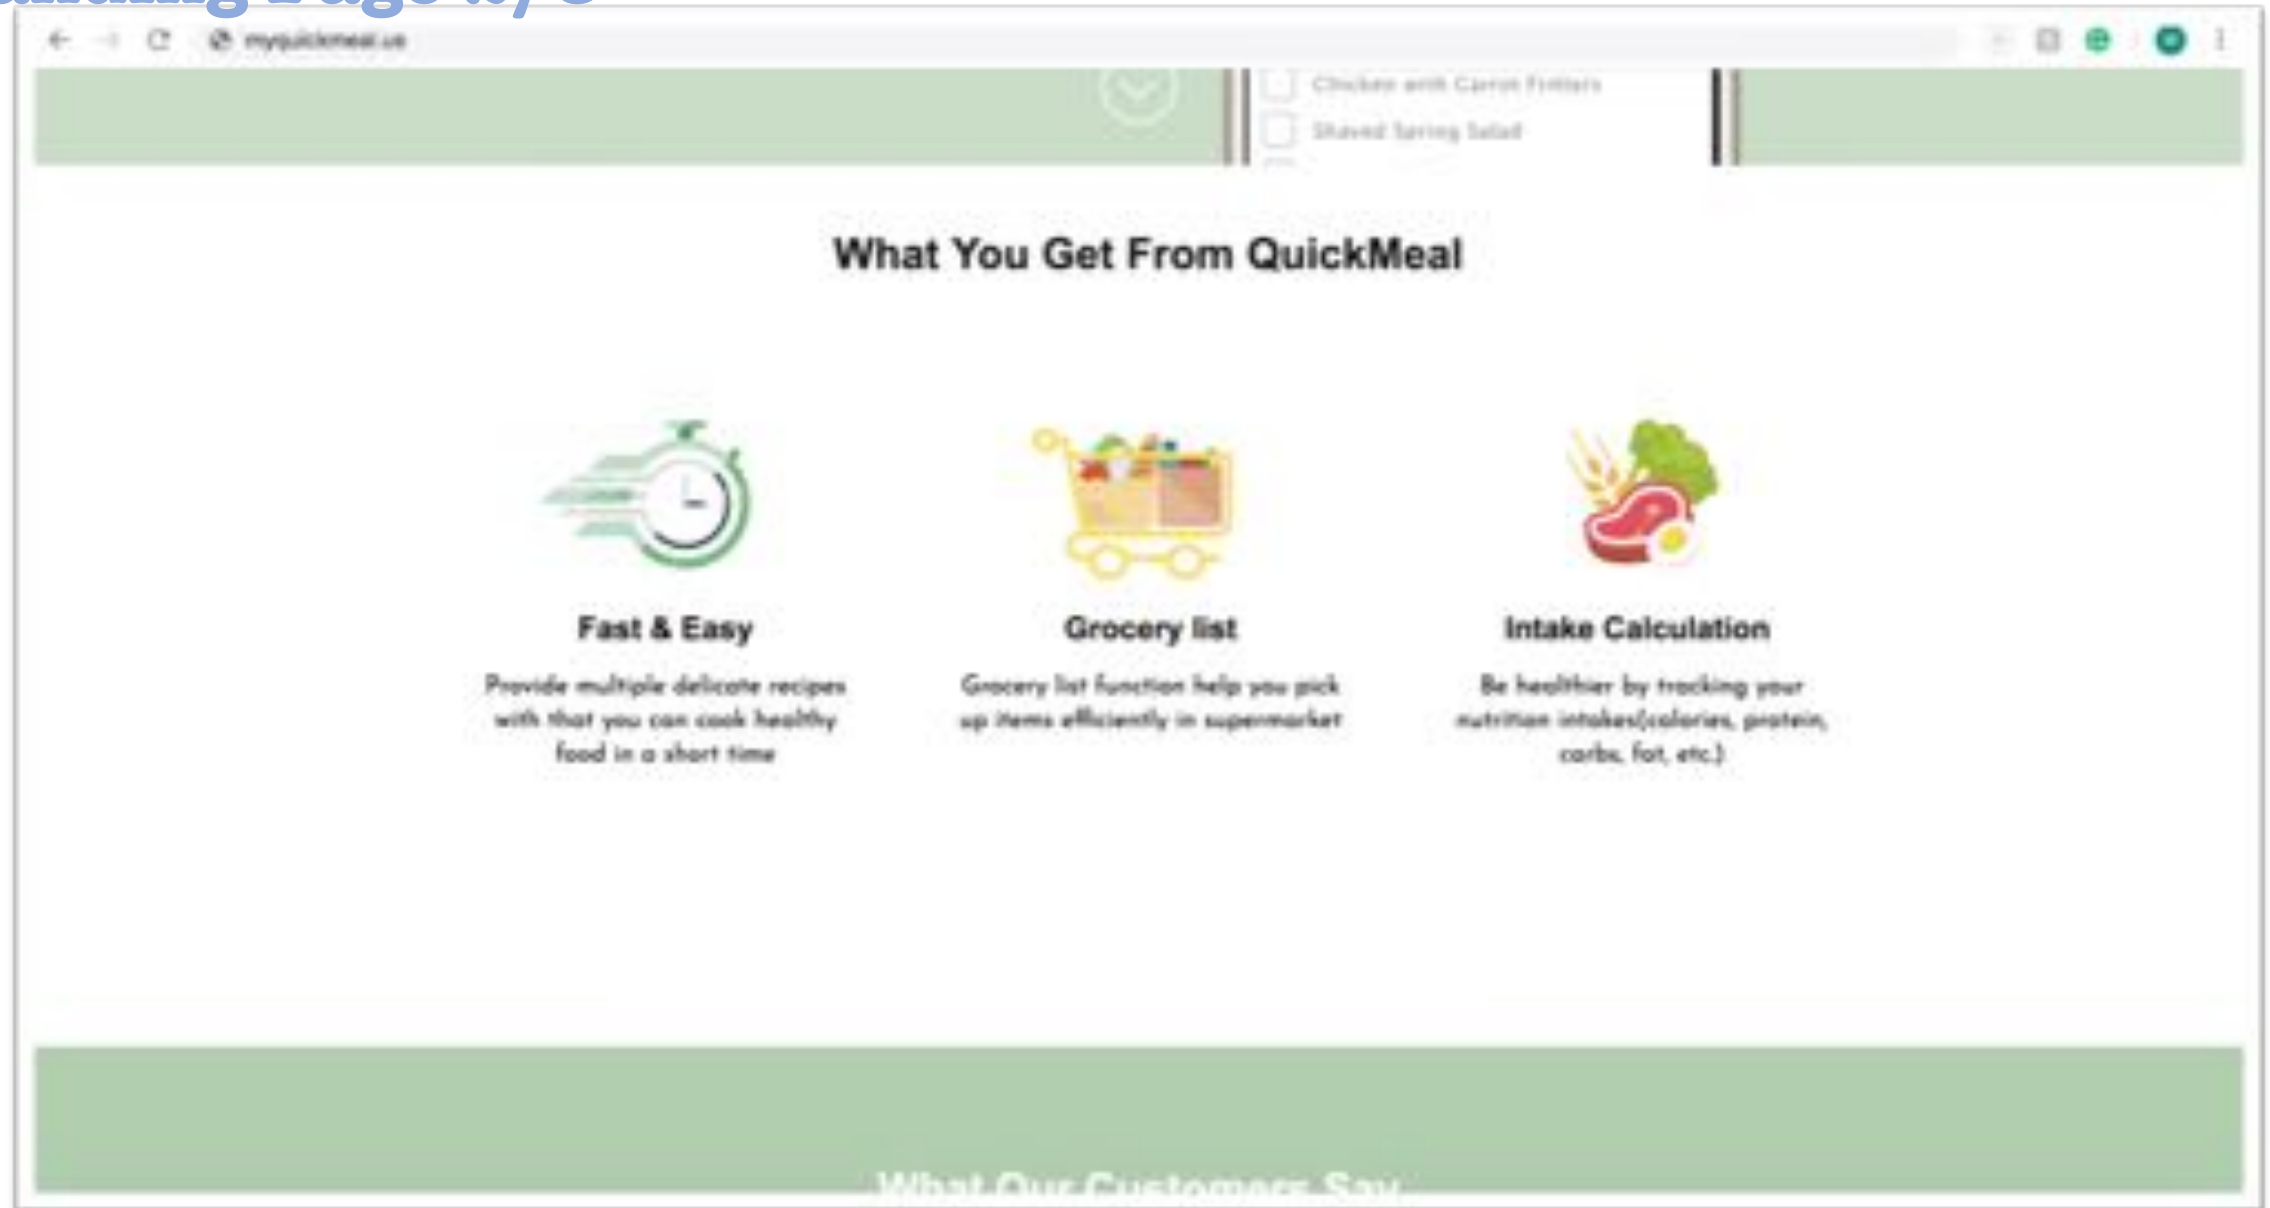 myquickmeal.us
Chicken with Carrot Fritters
Shaved Spring Salad
What You Get From QuickMeal
Fast & Easy
Provide multiple delicate recipes
with that you can cook healthy
food in a short time
Grocery list
Grocery list function help you pick
up items efficiently in supermarket
Intake Calculation
Be healthier by tracking your
nutrition intakes(calories, protein,
carbs, fat, etc.)
What Our Customers Say